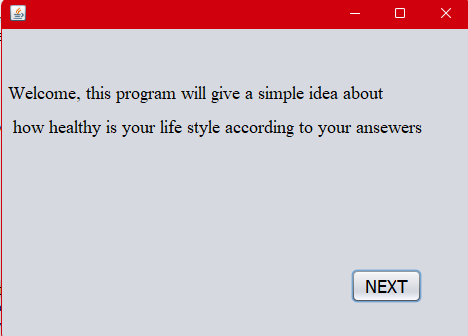 Welcome, this program will give a simple idea about
how healthy is your life style according to your ansewers
NEXT